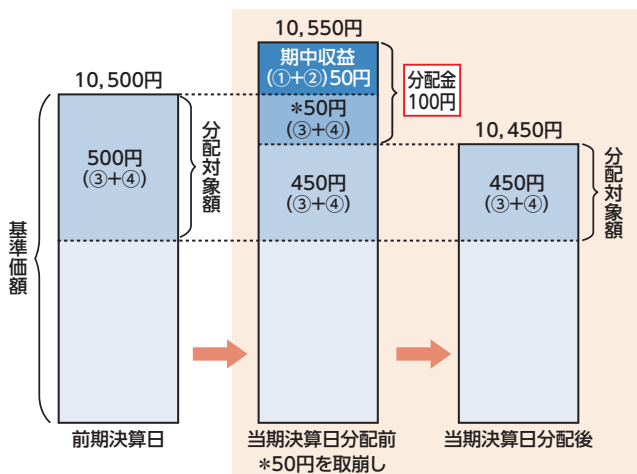 10,500円
500円
(③+④)
分配対象額
基準価額
前期決算日
10,550円
期中収益
(①+②)50円
*50円
(③+④)
450円
(③+④)
分配金
100円
当期決算日分配前
*50円を取崩し
10,450円
450円
(③+④)
分配対象額
当期決算日分配後